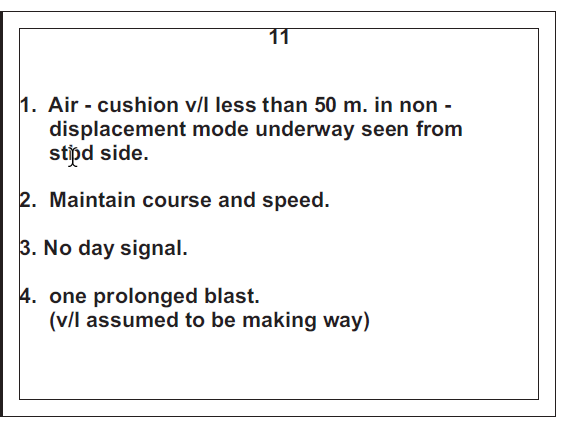 11
1. Air - cushion v/l less than 50 m. in non -
displacement mode underway seen from
stbd side.
2. Maintain course and speed.
3. No day signal.
4. one prolonged blast.
(v/l assumed to be making way)